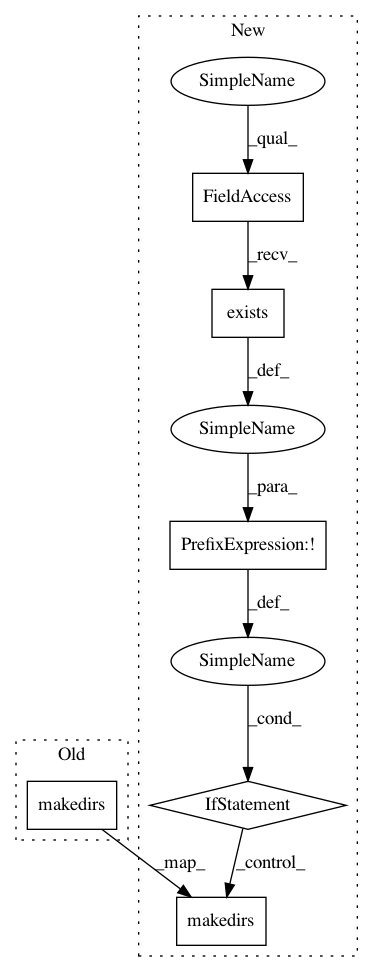 New
SimpleName
_qual_
FieldAccess
_recv_
exists
_def_
SimpleName
_para_
PrefixExpression:!
_def_
SimpleName
_cond_
Old
makedirs
IfStatement
_map_
_control_
makedirs